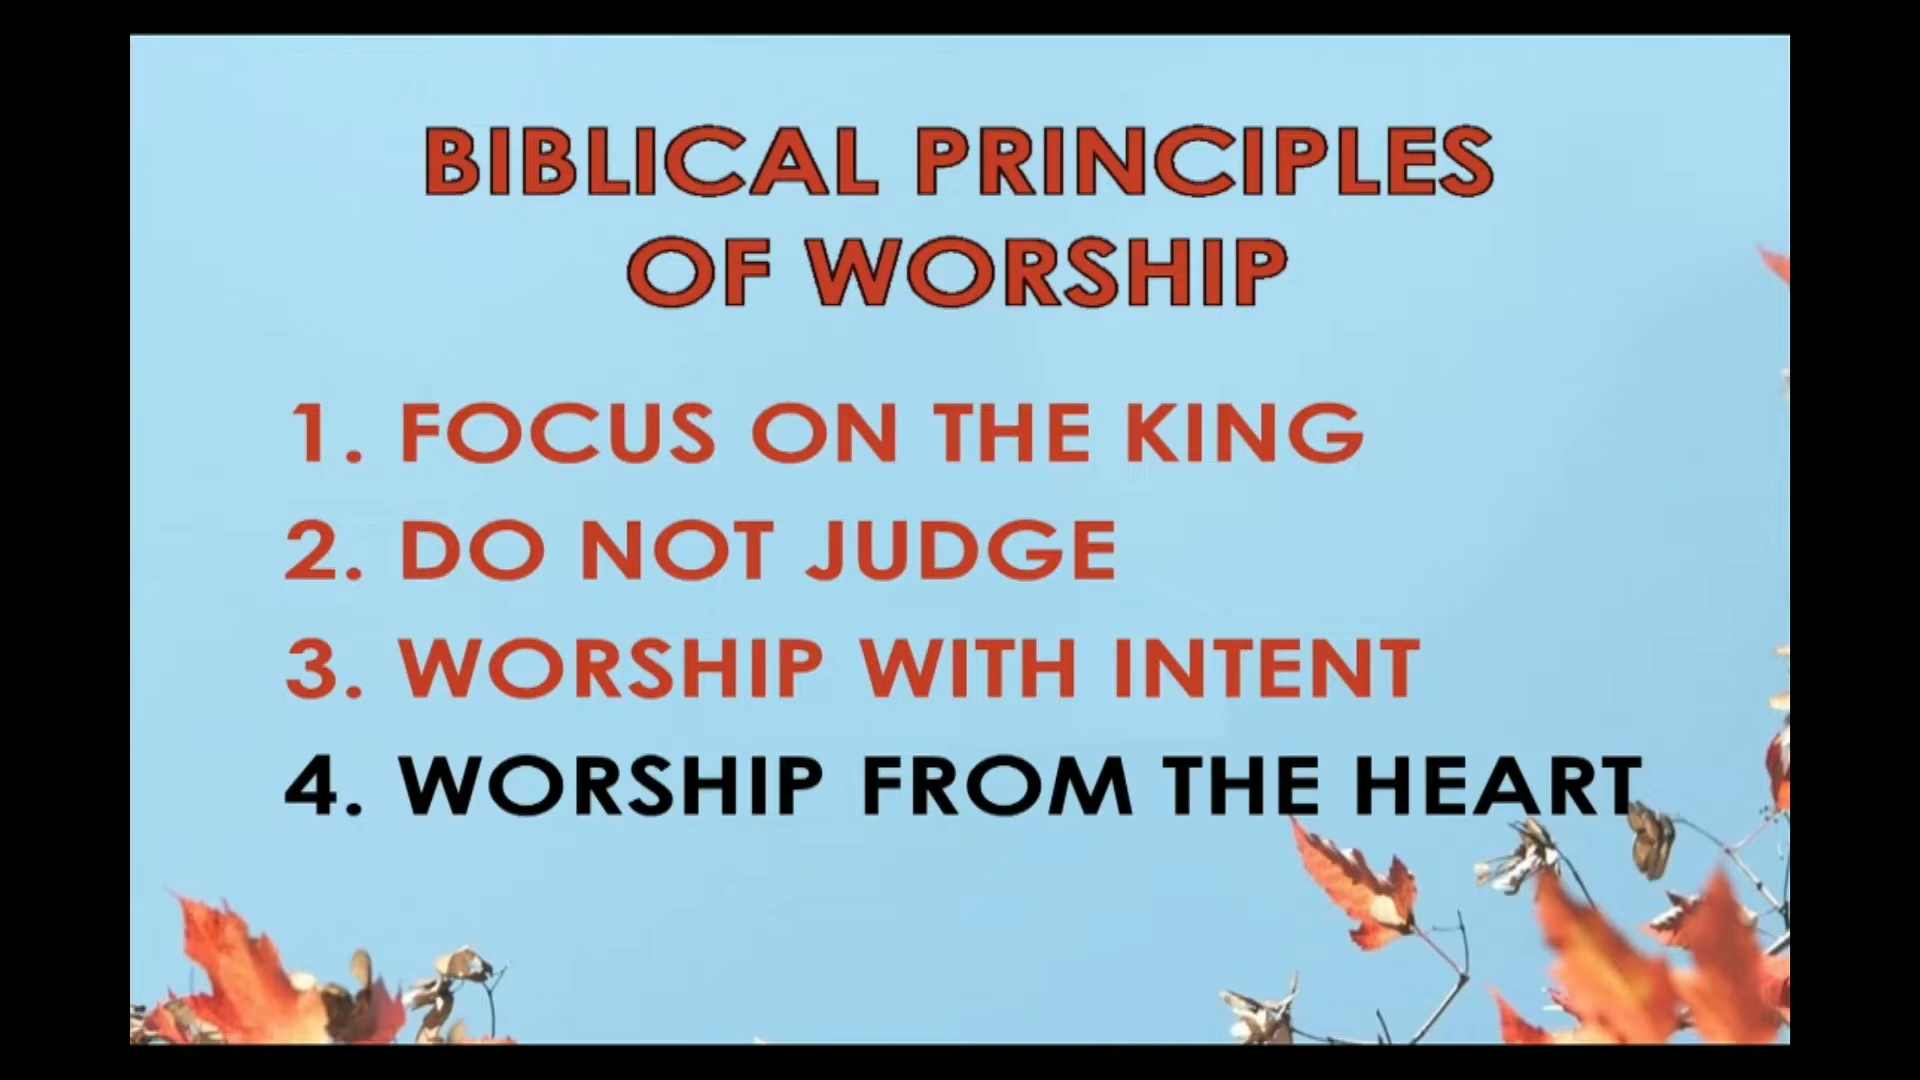 BIBLICAL PRINCIPLES
OF WORSHIP
1. FOCUS ON THE KING
2. DO NOT JUDGE
3. WORSHIP WITH INTENT
4. WORSHIP FROM THE HEART